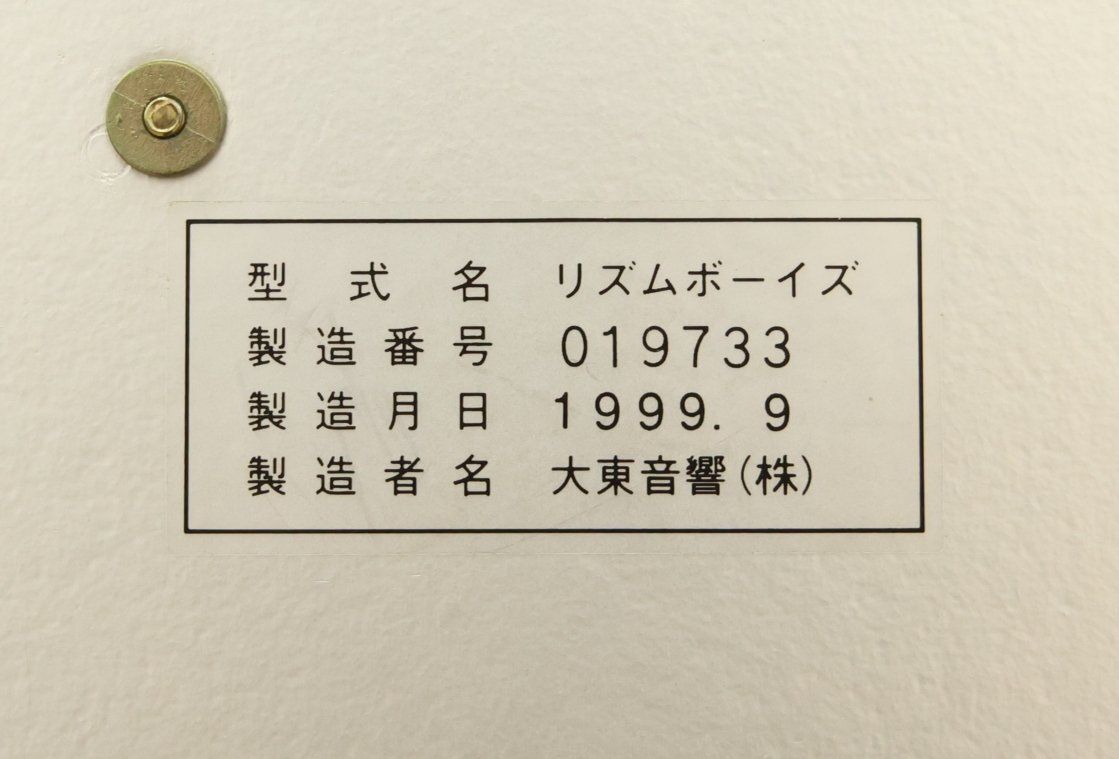 型式名 リズムボーイズ
製造番号 019733
製造月日 1999. 9
製造者名 大東音響(株)